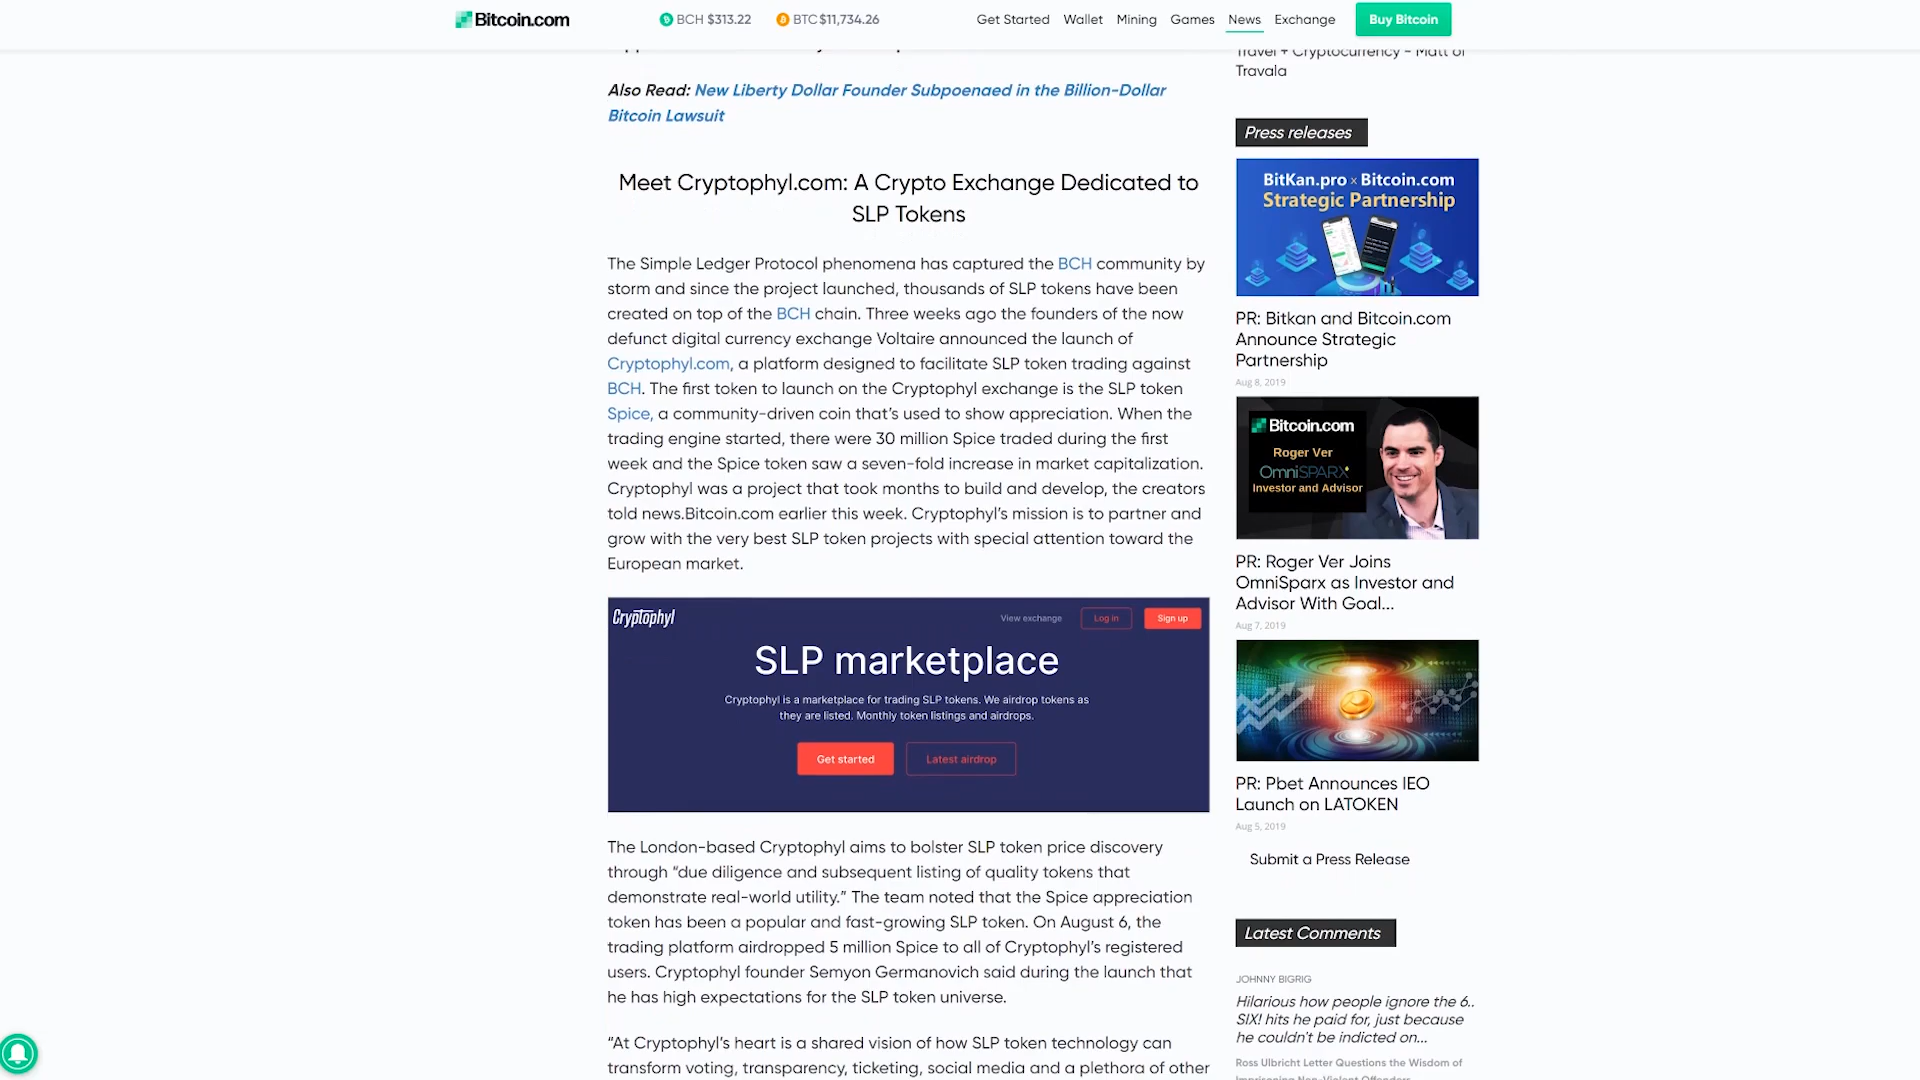 Bitcoin.com
BCH $313.22
BTC $11,734.26
Get Started
Wallet
Mining
Games
News
Exchange
Buy Bitcoin
Also Read: New Liberty Dollar Founder Subpoenaed in the Billion-Dollar
Bitcoin Lawsuit
Meet Cryptophyl.com: A Crypto Exchange Dedicated to
SLP Tokens
The Simple Ledger Protocol phenomena has captured the BCH community by
storm and since the project launched, thousands of SLP tokens have been
created on top of the BCH chain. Three weeks ago the founders of the now
defunct digital currency exchange Voltaire announced the launch of
Cryptophyl.com, a platform designed to facilitate SLP token trading against
BCH. The first token to launch on the Cryptophyl exchange is the SLP token
Spice, a community-driven coin that’s used to show appreciation. When the
trading engine started, there were 30 million Spice traded during the first
week and the Spice token saw a seven-fold increase in market capitalization.
Cryptophyl was a project that took months to build and develop, the creators
told news.Bitcoin.com earlier this week. Cryptophyl’s mission is to partner and
grow with the very best SLP token projects with special attention toward the
European market.
Cryptophyl
View exchange
Log in
Sign up
SLP marketplace
Cryptophyl is a marketplace for trading SLP tokens. We airdrop tokens as
they are listed. Monthly token listings and airdrops.
Get started
Latest airdrop
The London-based Cryptophyl aims to bolster SLP token price discovery
through “due diligence and subsequent listing of quality tokens that
demonstrate real-world utility.” The team noted that the Spice appreciation
token has been a popular and fast-growing SLP token. On August 6, the
trading platform airdropped 5 million Spice to all of Cryptophyl’s registered
users. Cryptophyl founder Semyon Germanovich said during the launch that
he has high expectations for the SLP token universe.
“At Cryptophyl’s heart is a shared vision of how SLP token technology can
transform voting, transparency, ticketing, social media and a plethora of other
Travel + Cryptocurrency - Matt of
Travala
Press releases
BitKan.pro x Bitcoin.com
Strategic Partnership
PR: Bitkan and Bitcoin.com
Announce Strategic
Partnership
Aug 8, 2019
Bitcoin.com
Roger Ver
OmniSPARX
Investor and Advisor
PR: Roger Ver Joins
OmniSparx as Investor and
Advisor With Goal...
Aug 7, 2019
PR: Pbet Announces IEO
Launch on LATOKEN
Aug 5, 2019
Submit a Press Release
Latest Comments
JOHNNY BIGRIG
Hilarious how people ignore the 6..
SIX! hits he paid for, just because
he couldn't be indicted on...
Ross Ulbricht Letter Questions the Wisdom of
Imprisoning Non-Violent Offenders